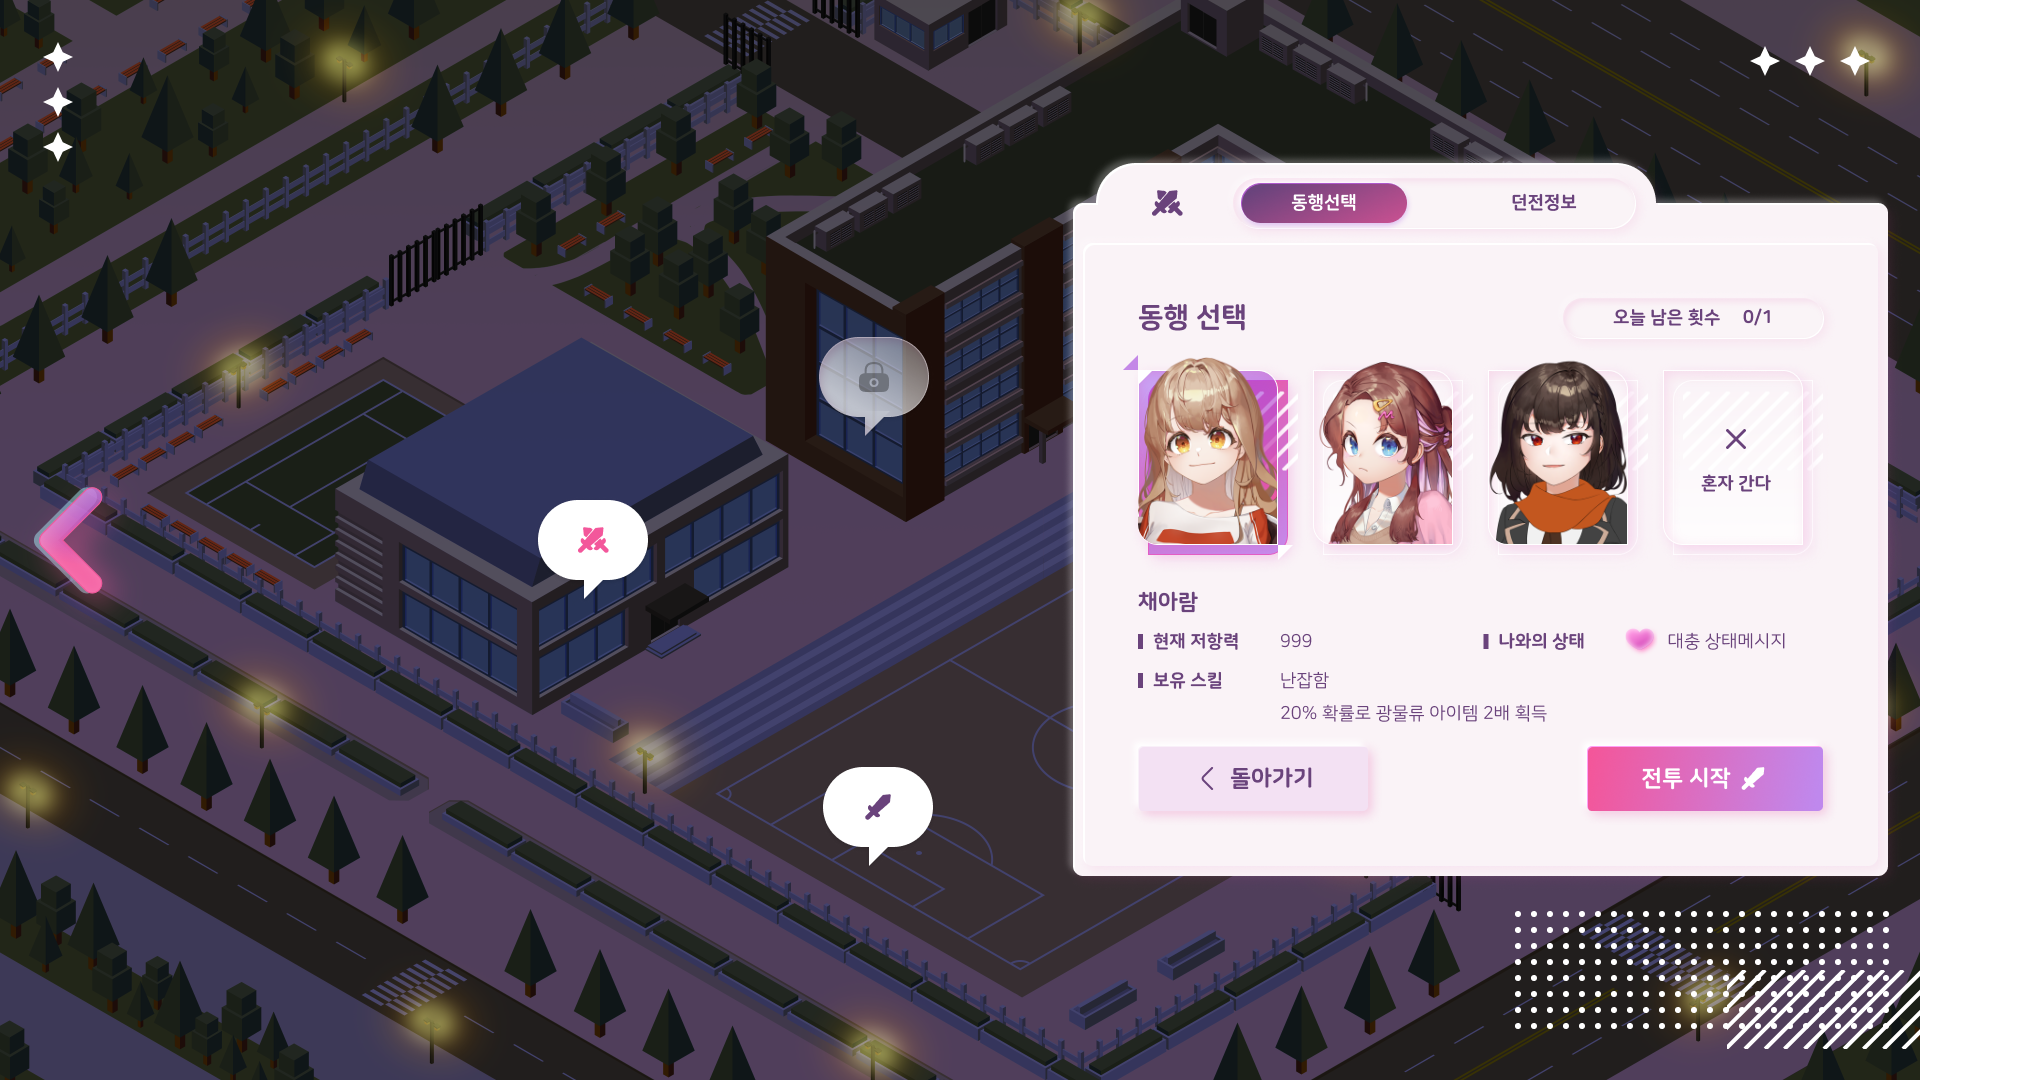 동행선택
던전정보
동행 선택
오늘 남은 횟수 0/1
혼자 간다
채아람
현재 저항력 999
나와의 상태 대충 상태메시지
보유 스킬 난잡함
20% 확률로 광물류 아이템 2배 획득
돌아가기
전투 시작